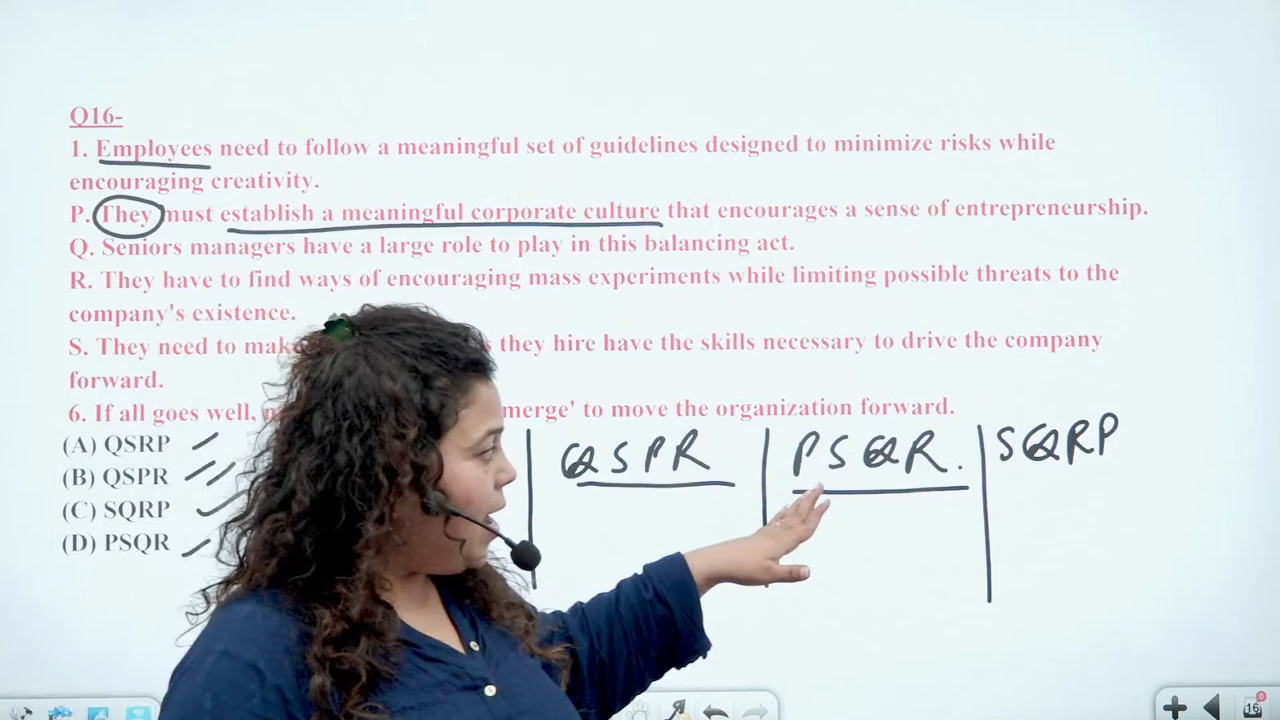 Q16-
1. Employees need to follow a meaningful set of guidelines designed to minimize risks while
encouraging creativity.
P. They must establish a meaningful corporate culture that encourages a sense of entrepreneurship.
Q. Seniors managers have a large role to play in this balancing act.
R. They have to find ways of encouraging mass experiments while limiting possible threats to the
company's existence.
S. They need to they hire have the skills necessary to drive the company
forward.
6. If all goes well, to move the organization forward.
(A) QSRP
(B) QSPR
(C) SQRP
(D) PSQR
QSPR
PSQR.
SQRP
16
0